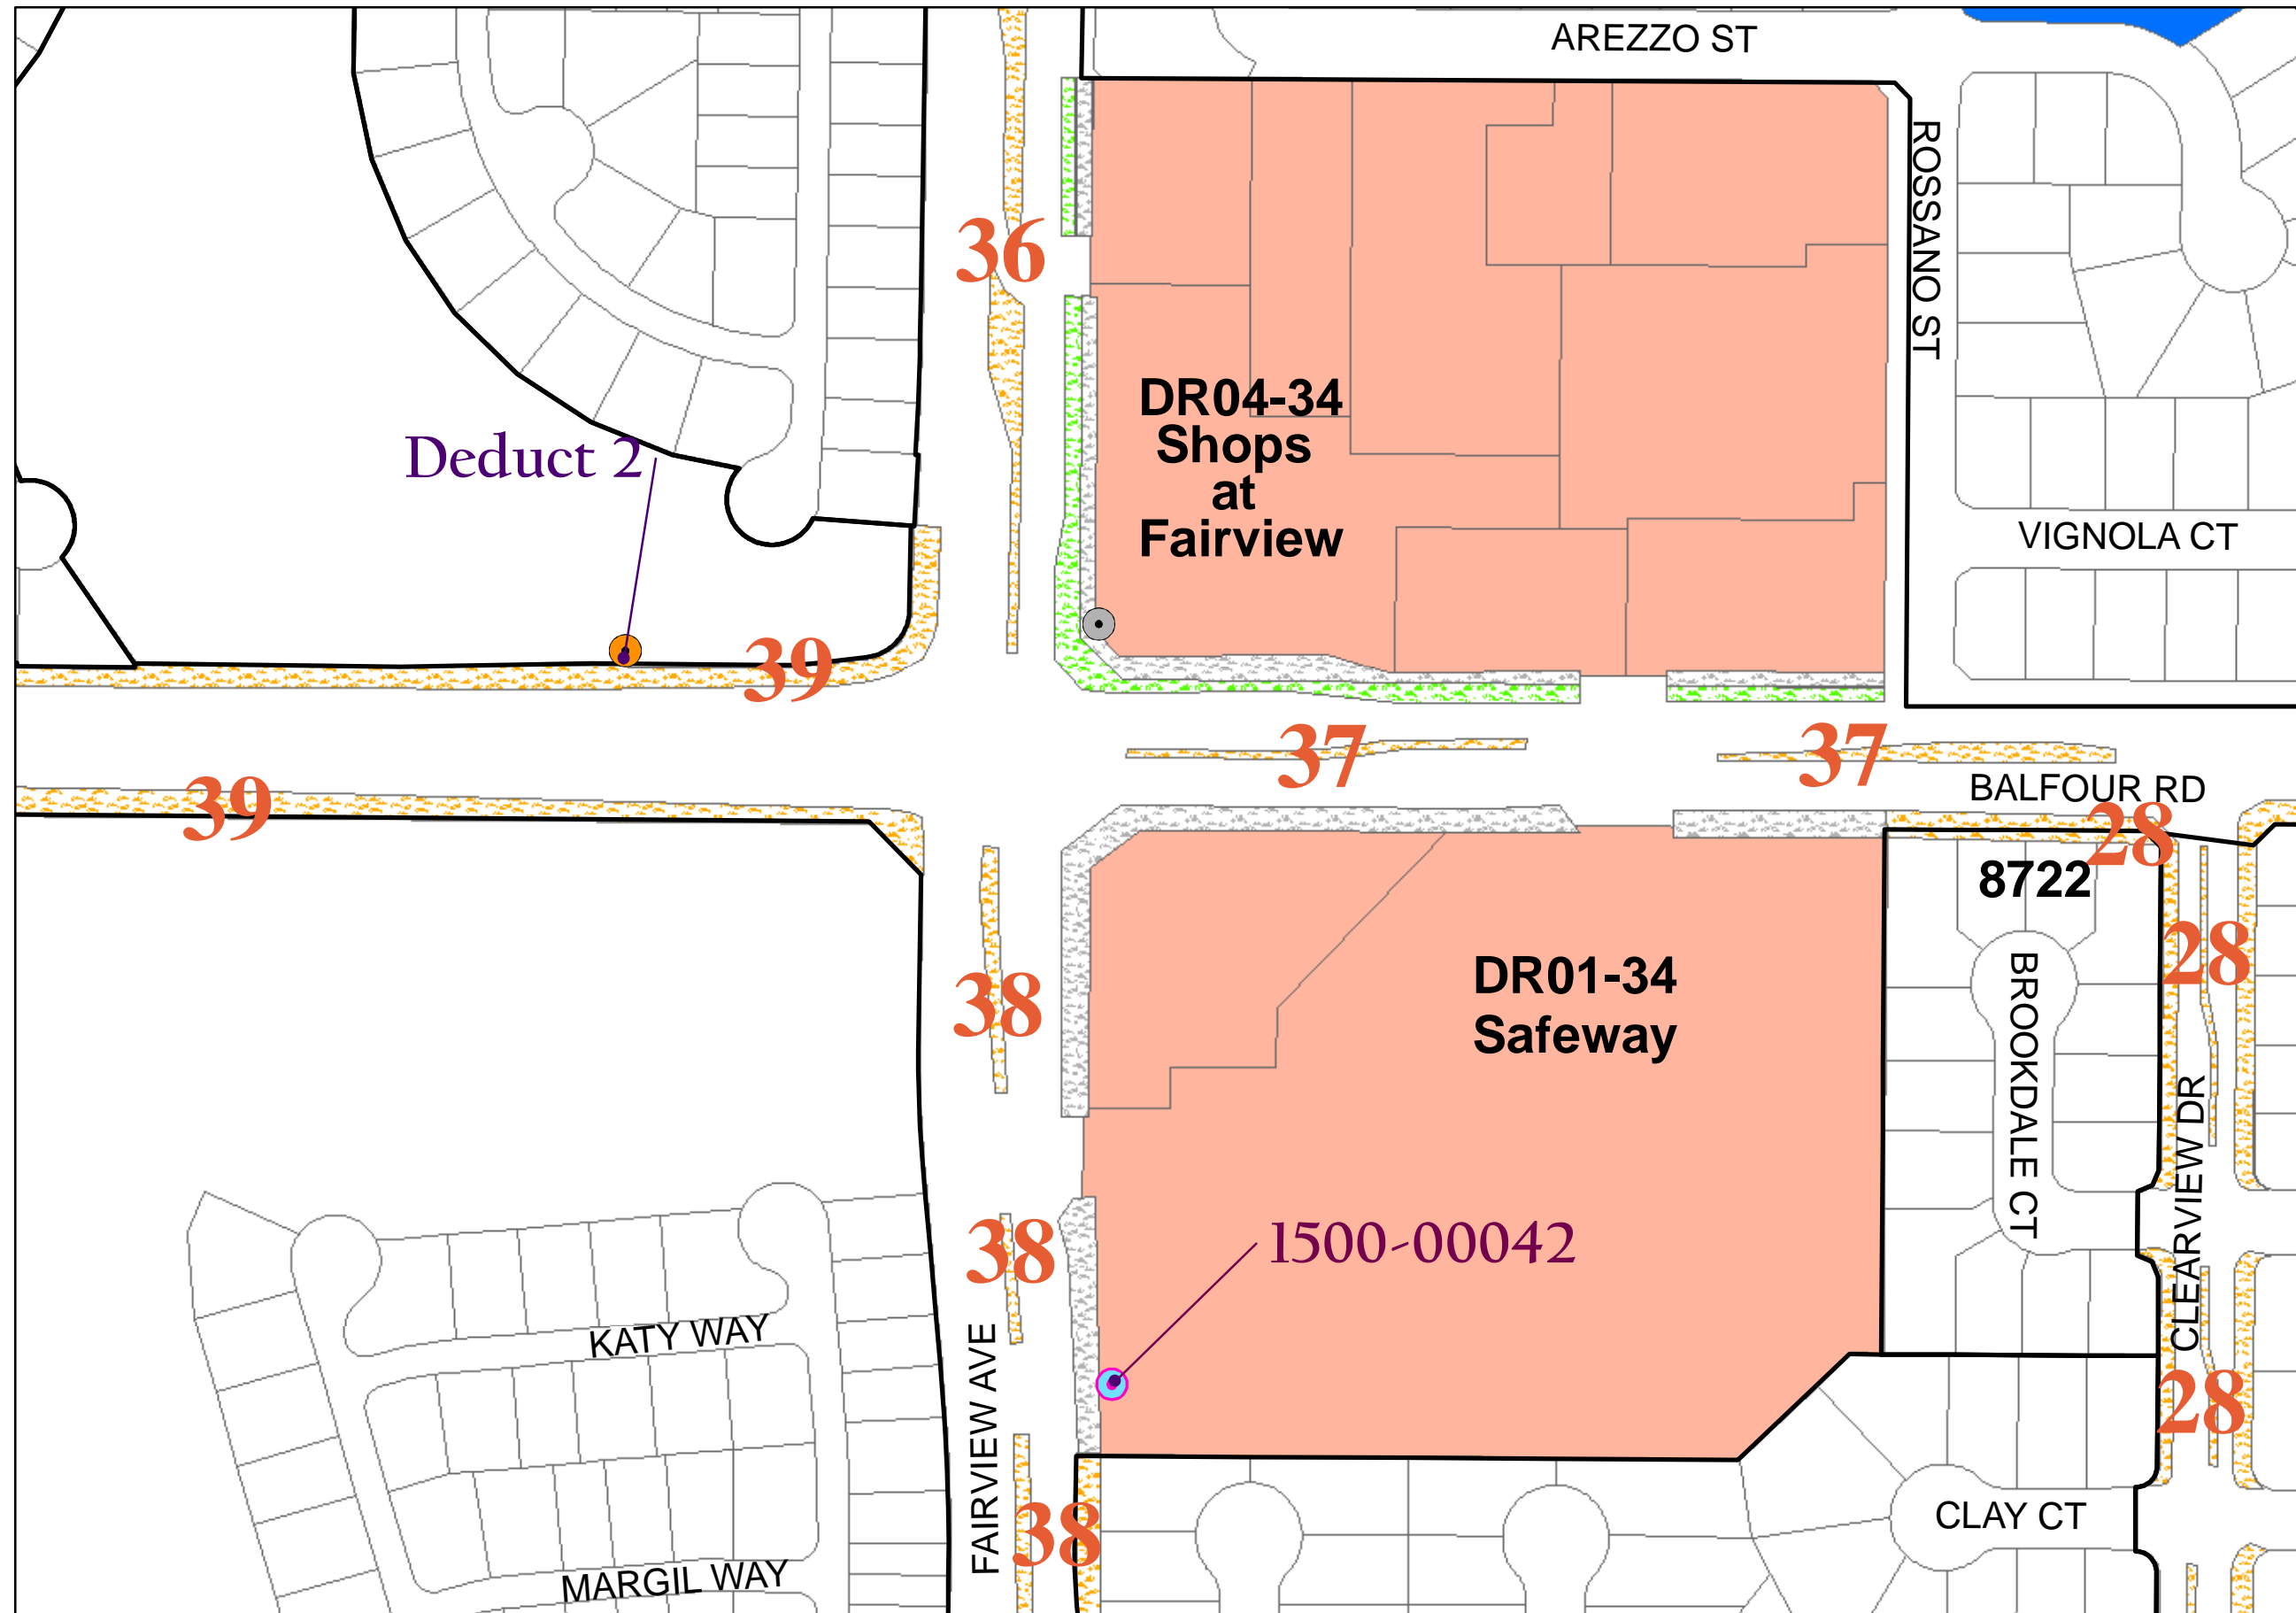 AREZZO ST
ROSSANO ST
36
DR04-34
Shops
at
Fairview
Deduct 2
VIGNOLA CT
39
37
37
39
BALFOUR RD
28
8722
28
DR01-34
Safeway
38
BROOKDALE CT
CLEARVIEW DR
1500-00042
38
KATY WAY
FAIRVIEW AVE
28
CLAY CT
38
MARGIL WAY